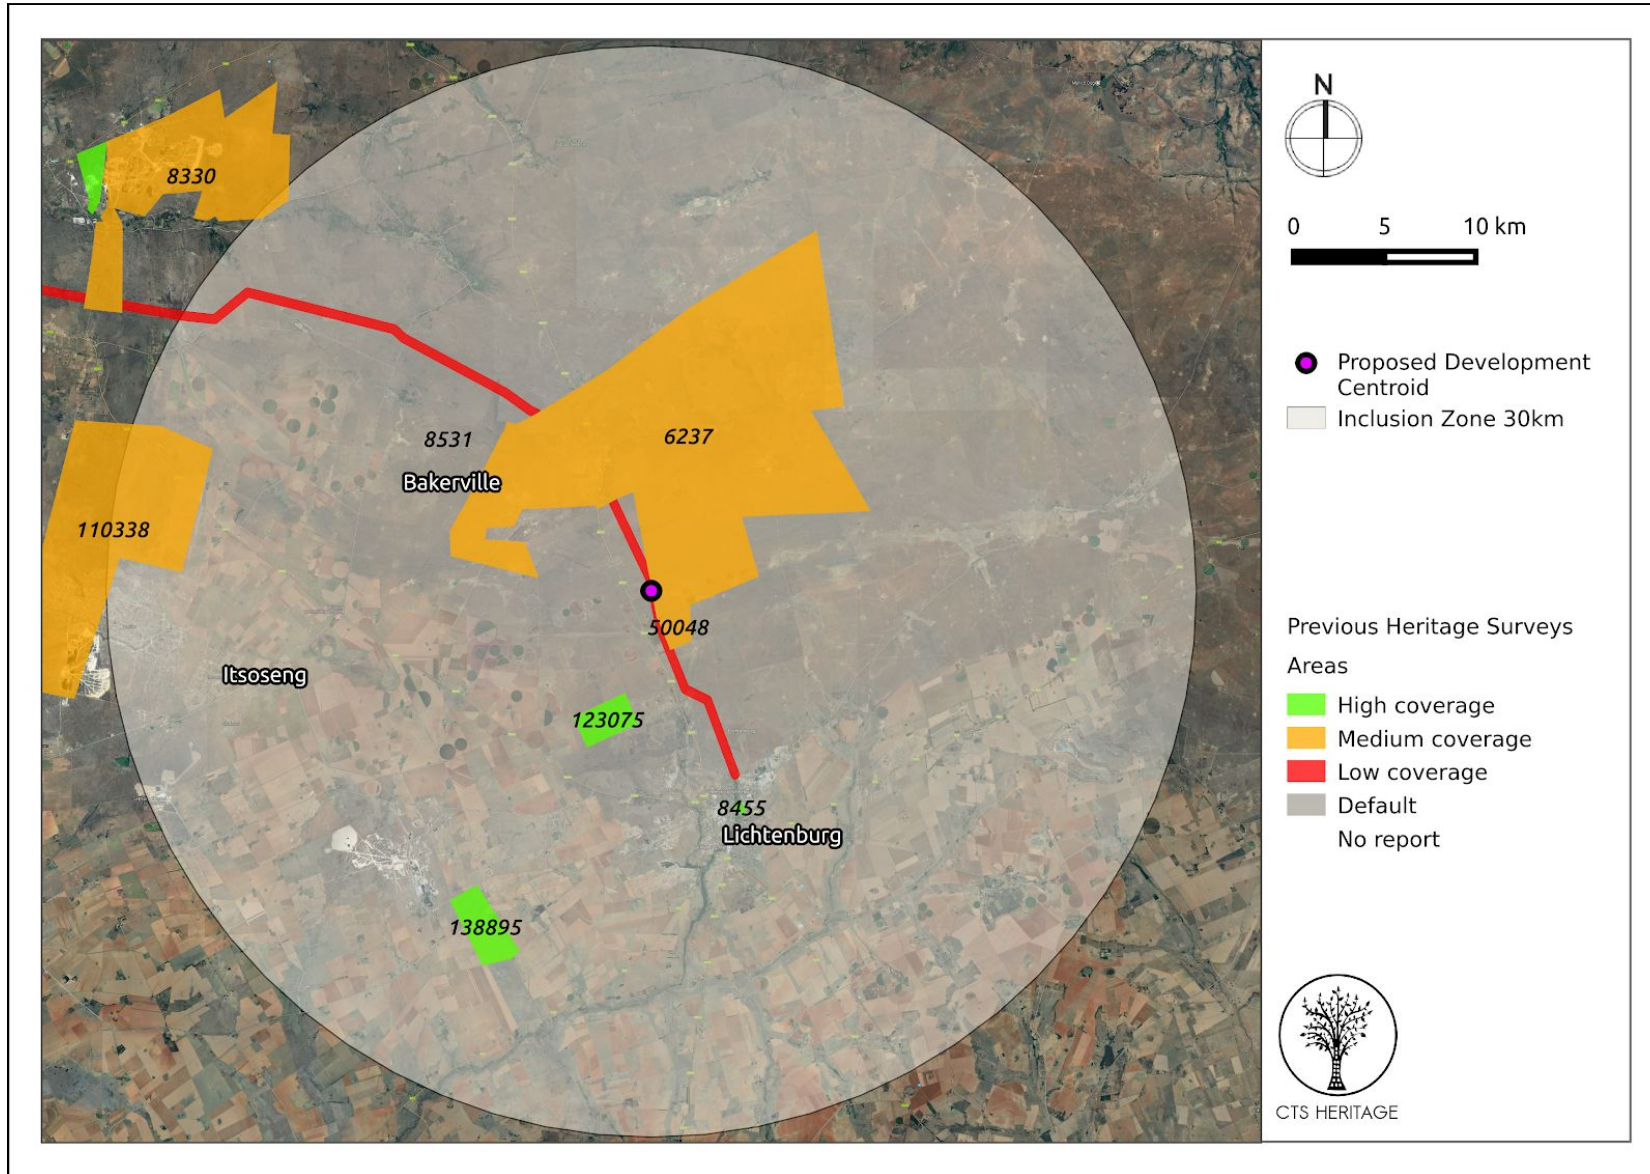 8330
8531
Bakerville
6237
110338
50048
Itsoseng
123075
8455
Lichtenburg
138895
N
0 5 10 km
Proposed Development
Centroid
Inclusion Zone 30km
Previous Heritage Surveys
Areas
High coverage
Medium coverage
Low coverage
Default
No report
CTS HERITAGE